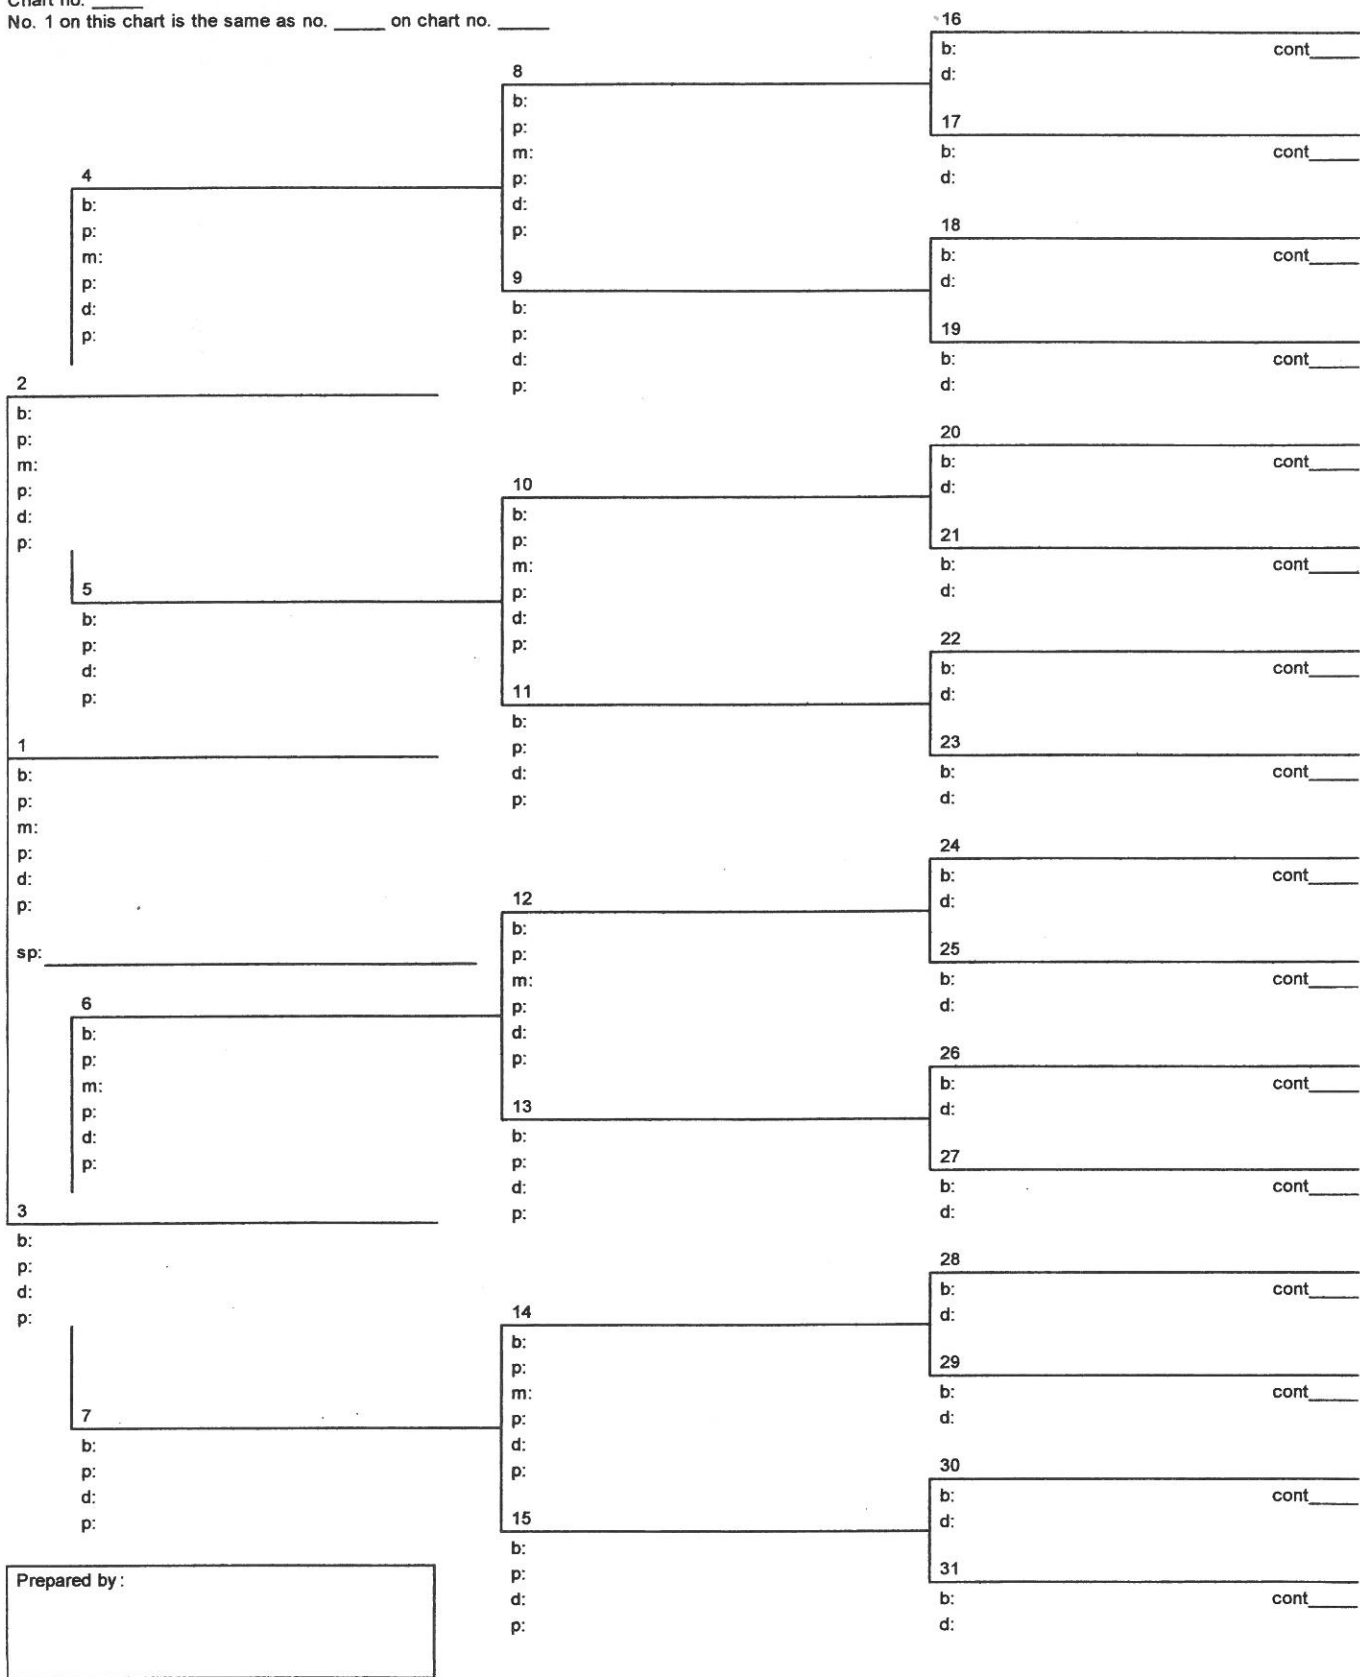 Chart no. _____
No. 1 on this chart is the same as no. _____ on chart no. _____
4
b:
p:
m:
p:
d:
p:
2
b:
p:
m:
p:
d:
p:
5
b:
p:
d:
p:
1
b:
p:
m:
p:
d:
p:
sp:
6
b:
p:
m:
p:
d:
p:
3
b:
p:
d:
p:
7
b:
p:
d:
p:
Prepared by :
8
b:
p:
m:
p:
d:
p:
9
b:
p:
d:
p:
10
b:
p:
m:
p:
d:
p:
11
b:
p:
d:
p:
12
b:
p:
m:
p:
d:
p:
13
b:
p:
d:
p:
14
b:
p:
m:
p:
d:
p:
15
b:
p:
d:
p:
16
b: cont_____
d:
17
b: cont_____
d:
18
b: cont_____
d:
19
b: cont_____
d:
20
b: cont_____
d:
21
b: cont_____
d:
22
b: cont_____
d:
23
b: cont_____
d:
24
b: cont_____
d:
25
b: cont_____
d:
26
b: cont_____
d:
27
b: cont_____
d:
28
b: cont_____
d:
29
b: cont_____
d:
30
b: cont_____
d:
31
b: cont_____
d: